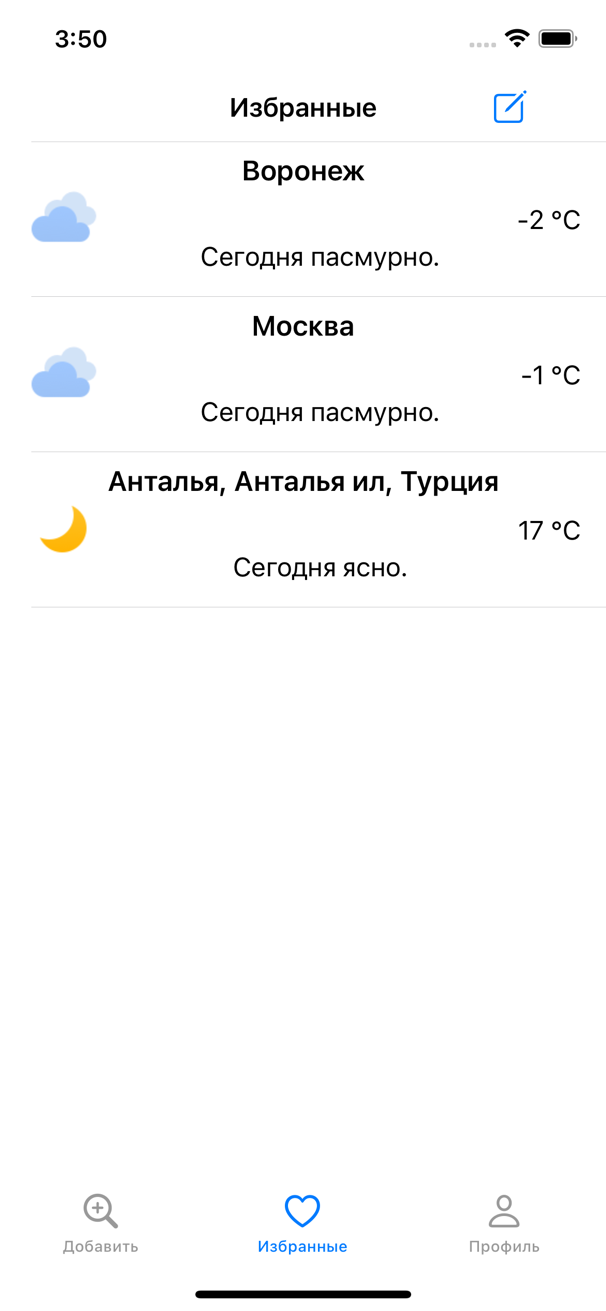 3:50
Избранные
Воронеж
-2 °C
Сегодня пасмурно.
Москва
-1 °C
Сегодня пасмурно.
Анталья, Анталья ил, Турция
17 °C
Сегодня ясно.
Добавить
Избранные
Профиль